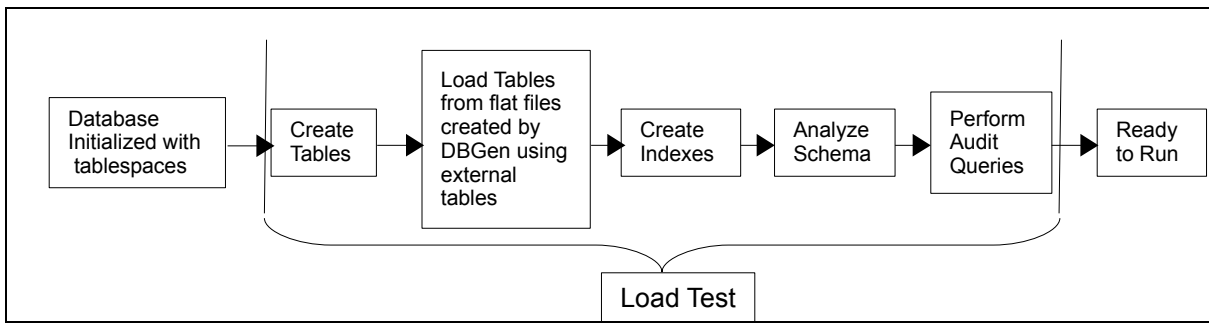 Database
Initialized with
tablespaces
Create
Tables
Load Tables
from flat files
created by
DBGen using
external
tables
Create
Indexes
Analyze
Schema
Perform
Audit
Queries
Ready
to Run
Load Test